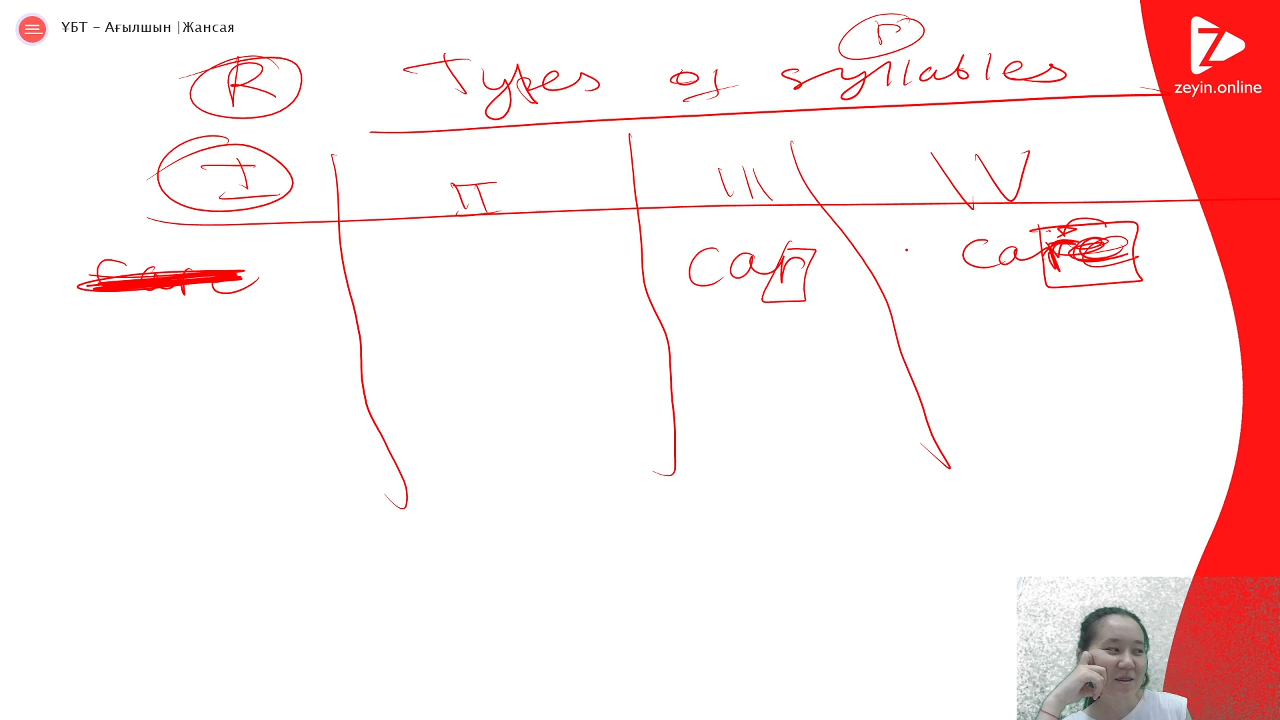 ҰБТ – Ағылшын |Жансая
r
R Types of syllables
zeyin.online
I II III IV
car care